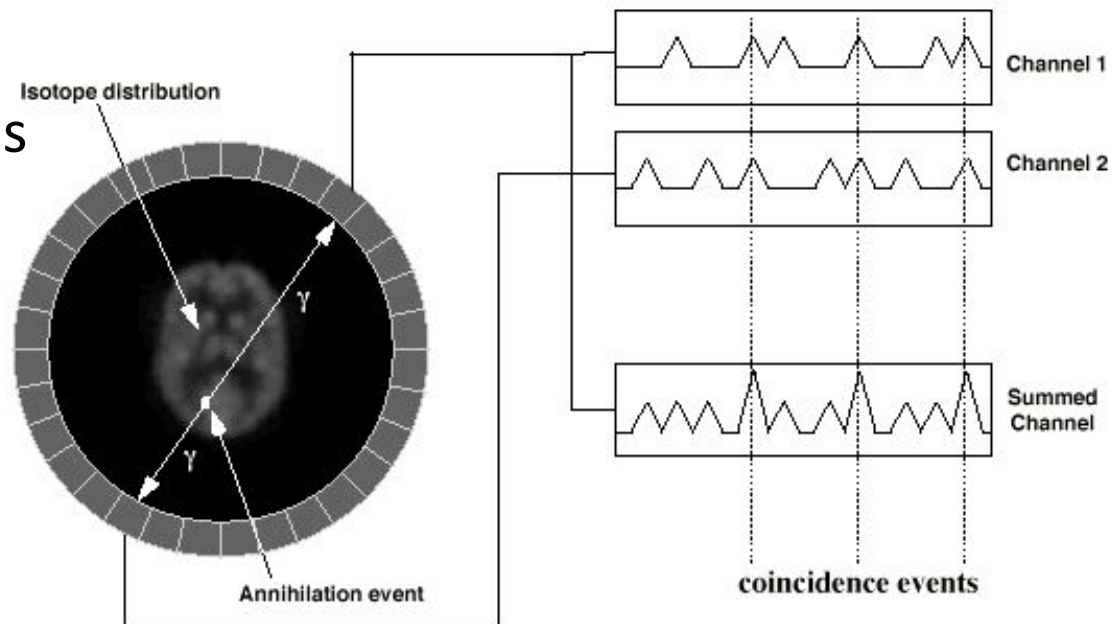 Isotope distribution
s
γ
γ
Annihilation event
Channel 1
Channel 2
Summed
Channel
coincidence events